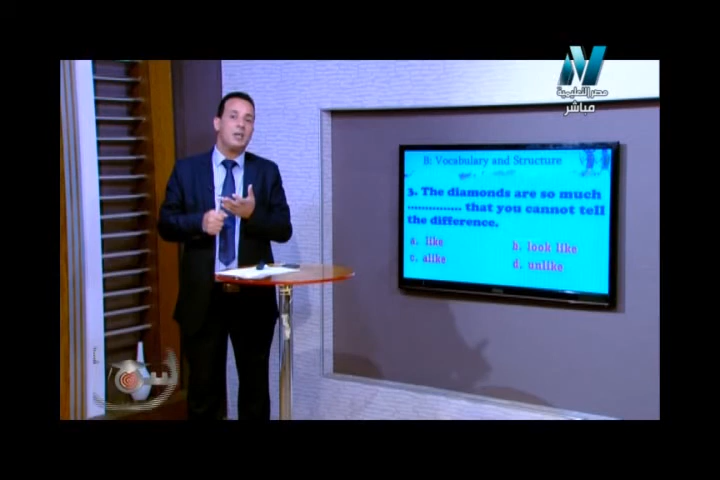 مصر التعليمية
مباشر
B: Vocabulary and Structure
3. The diamonds are so much
............... that you cannot tell
the difference.
a. like
b. look like
c. alike
d. unlike